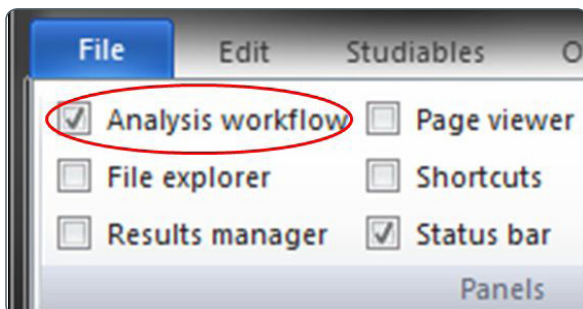 File Edit Studiables O
Analysis workflow Page viewer
File explorer Shortcuts
Results manager Status bar
Panels